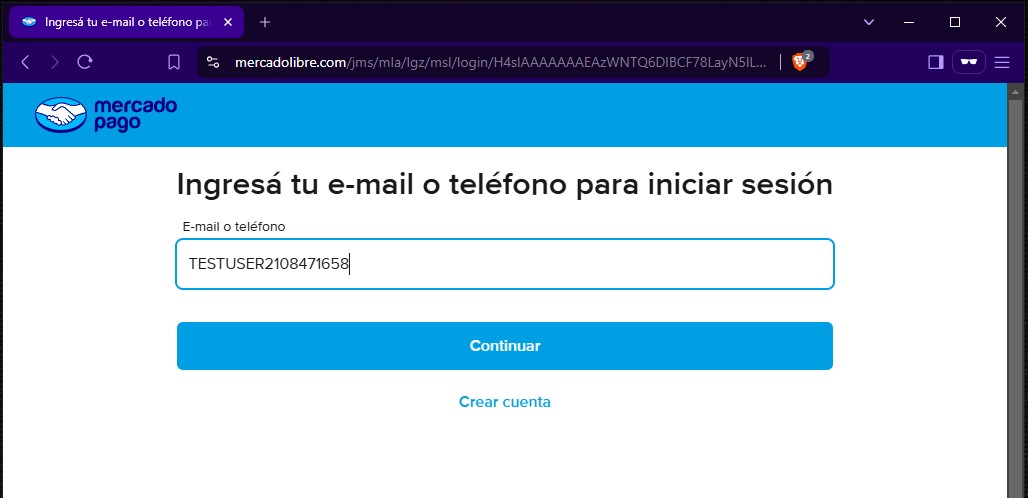 Ingresá tu e-mail o teléfono pa
mercadolibre.com/jms/mla/lgz/msl/login/H4sIAAAAAAAEAzWNTQ6DIBCF78LayN5IL...
2
mercado
pago
Ingresá tu e-mail o teléfono para iniciar sesión
E-mail o teléfono
TESTUSER2108471658
Continuar
Crear cuenta